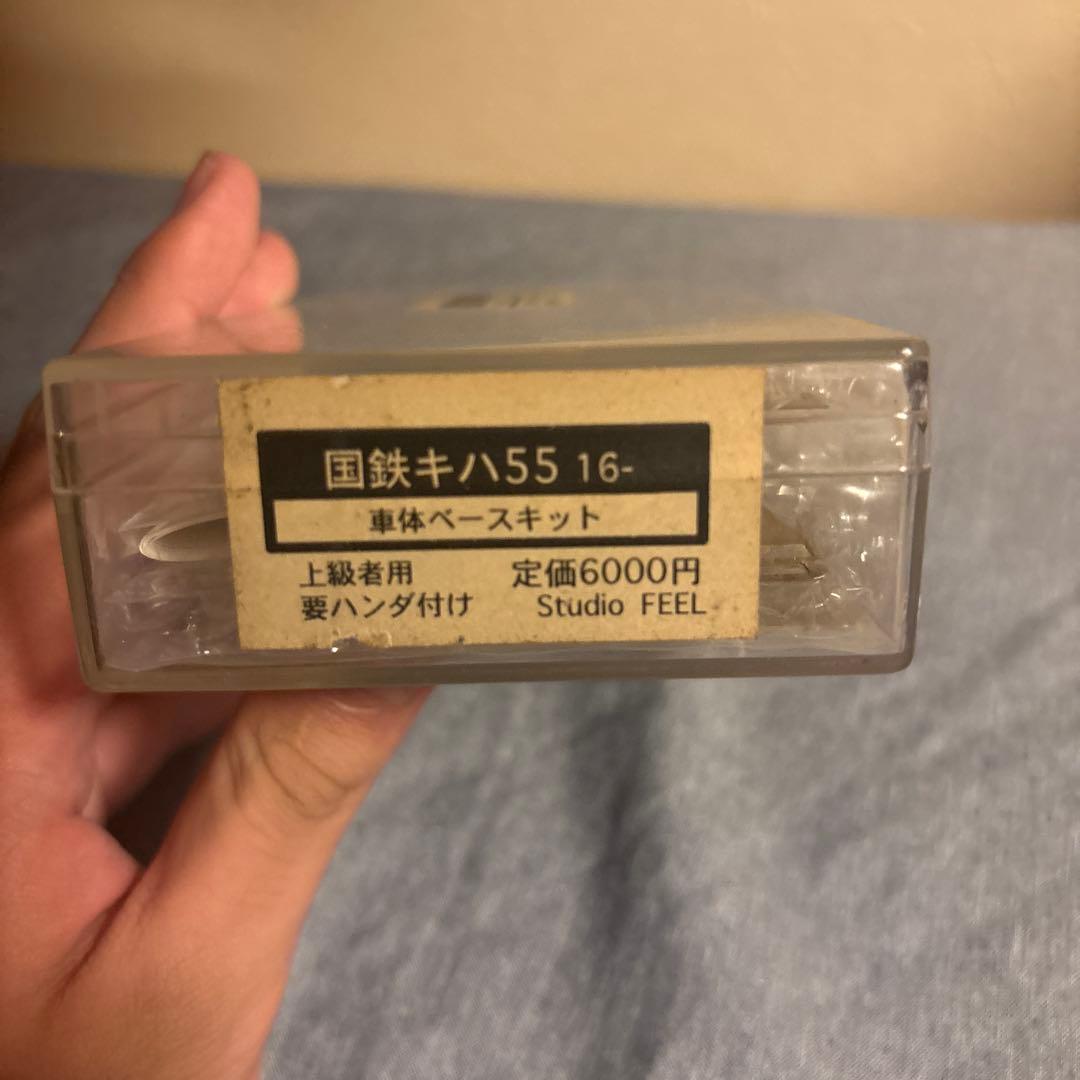 国鉄キハ55 16-
車体ベースキット
上級者用 定価6000円
要ハンダ付け Studio FEEL